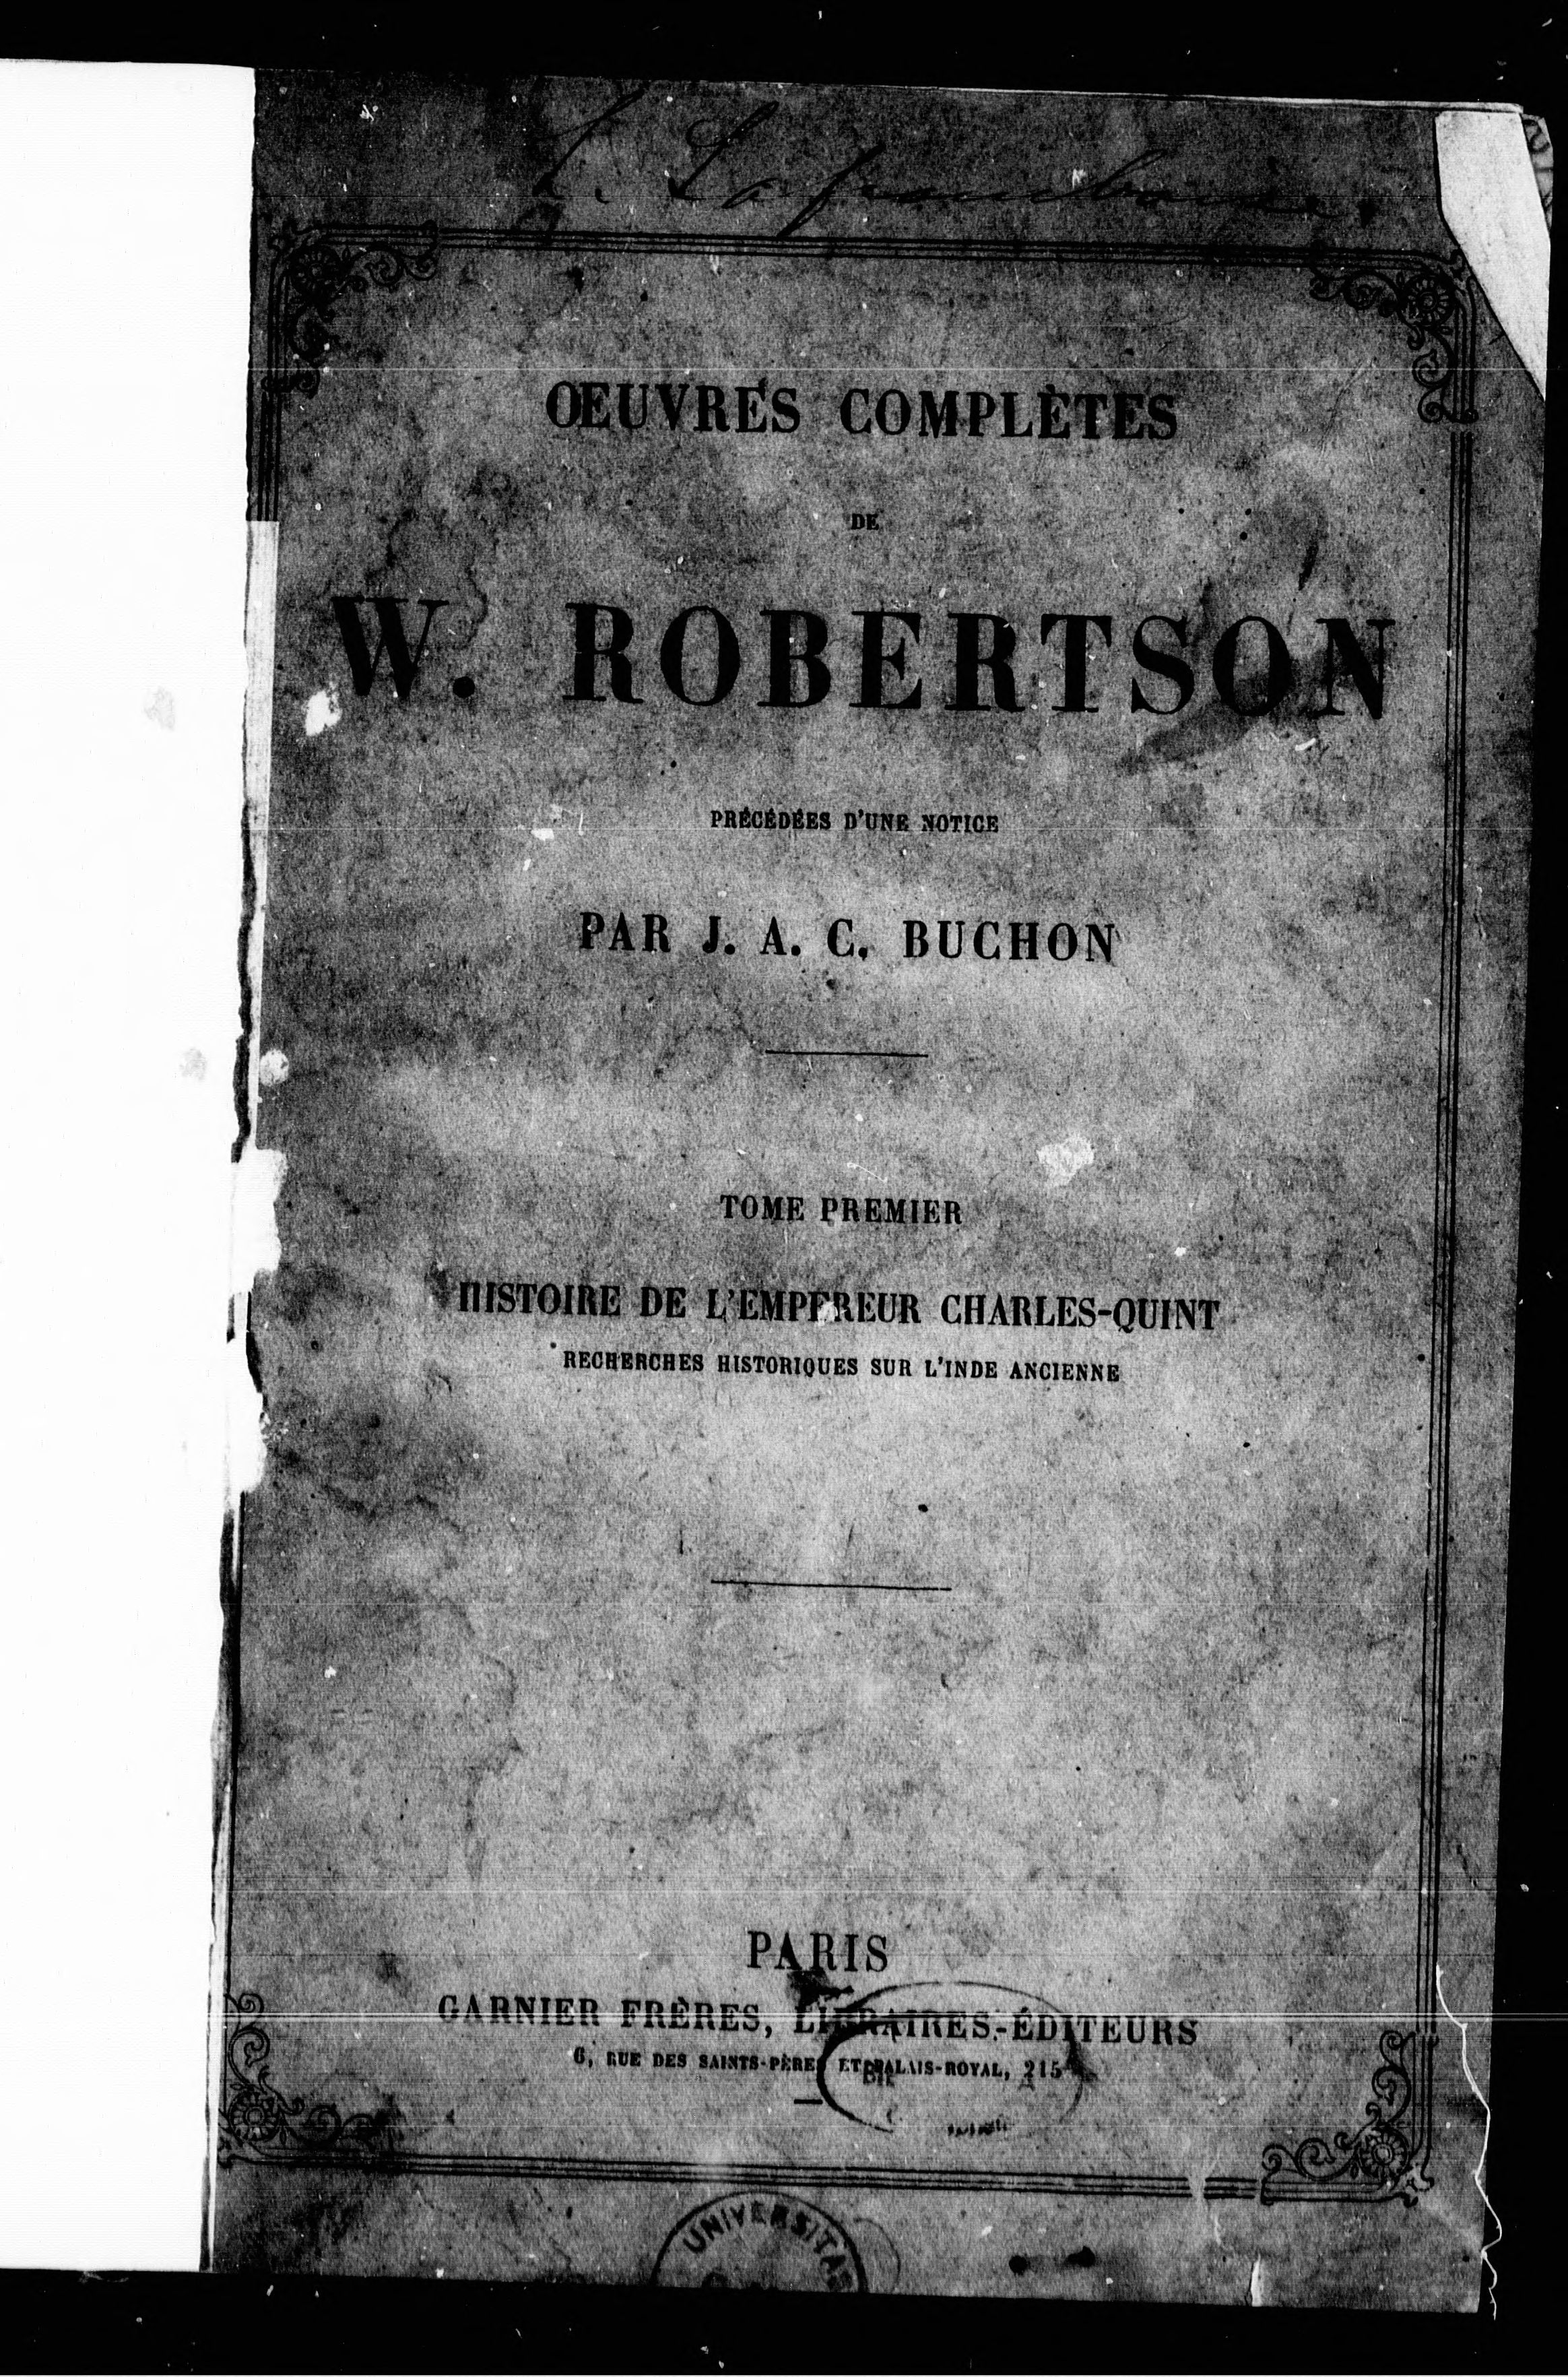 ŒUVRES COMPLÈTES
DE
W. ROBERTSON
PRÉCÉDÉES D'UNE NOTICE
PAR J. A. C. BUCHON
TOME PREMIER
HISTOIRE DE L'EMPEREUR CHARLES-QUINT
RECHERCHES HISTORIQUES SUR L'INDE ANCIENNE
PARIS
GARNIER FRÈRES, LIBRAIRES-ÉDITEURS
6, RUE DES SAINTS-PÈRES ET PALAIS-ROYAL, 215
UNIVERSITAS